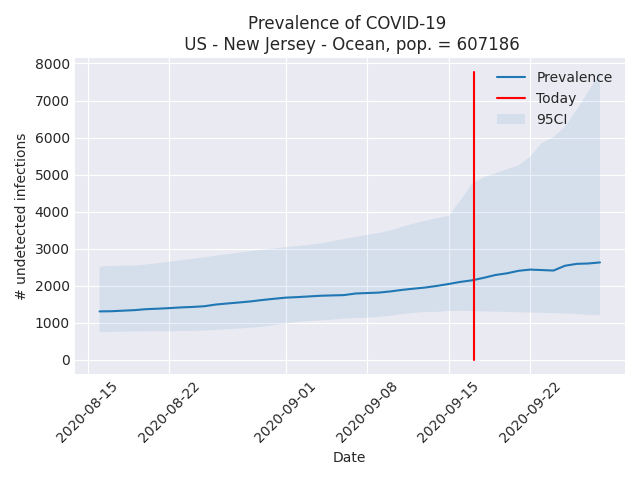 Prevalence of COVID-19
US - New Jersey - Ocean, pop. = 607186
# undetected infections
8000
7000
6000
5000
4000
3000
2000
1000
0
Prevalence
Today
95CI
2020-08-15
2020-08-22
2020-09-01
2020-09-08
2020-09-15
2020-09-22
Date